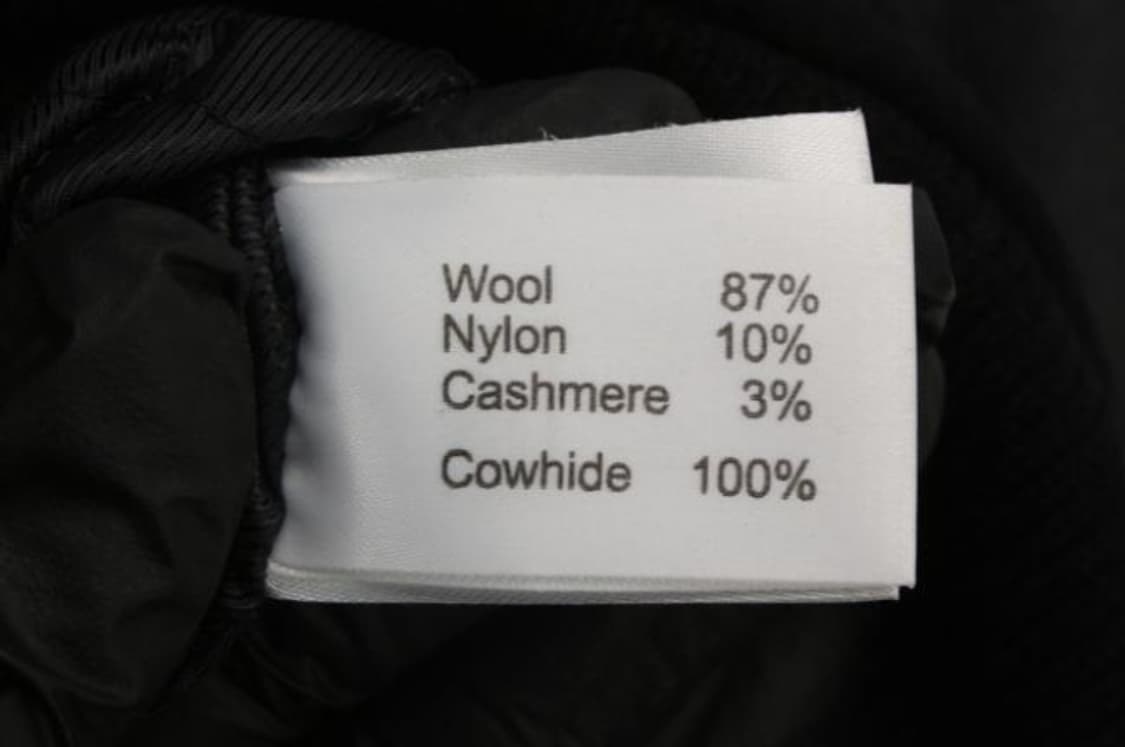 Wool 87%
Nylon 10%
Cashmere 3%
Cowhide 100%